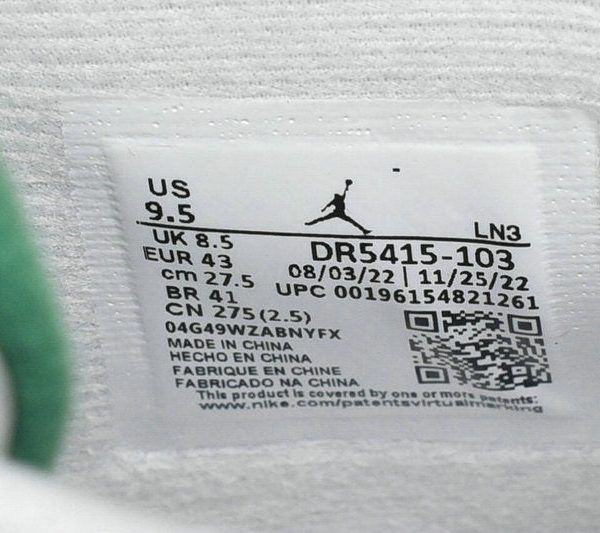 US
9.5
LN3
UK 8.5
DR5415-103
EUR 43
08/03/22 | 11/25/22
cm 27.5
UPC 00196154821261
BR 41
CN 275(2.5)
04G49WZABNYFX
MADE IN CHINA
HECHO EN CHINA
FABRIQUE EN CHINE
FABRICADO NA CHINA
This product is covered by one or more patents:
www.nike.com/patentsvirtualmarking